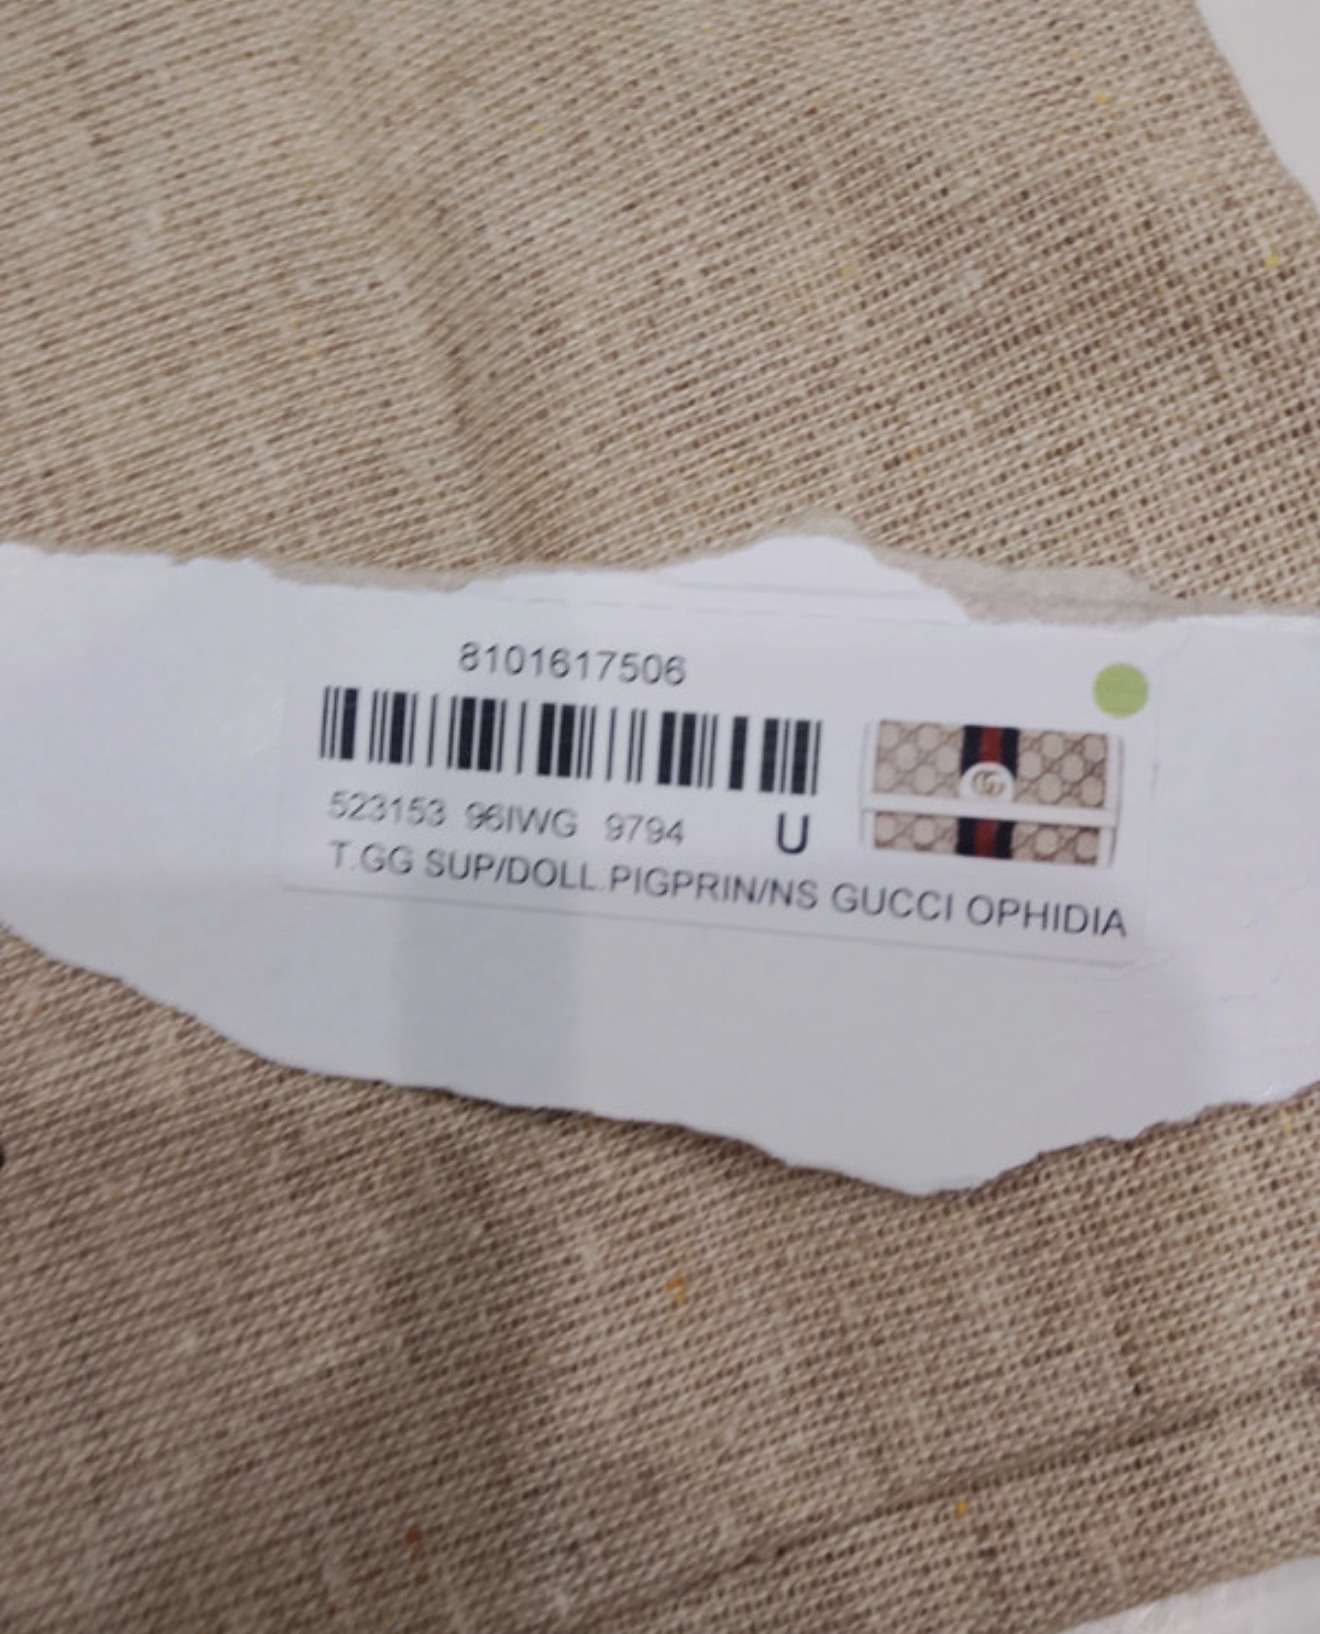 8101617506
523153 96IWG 9794 U
T.GG SUP/DOLL.PIGPRIN/NS GUCCI OPHIDIA